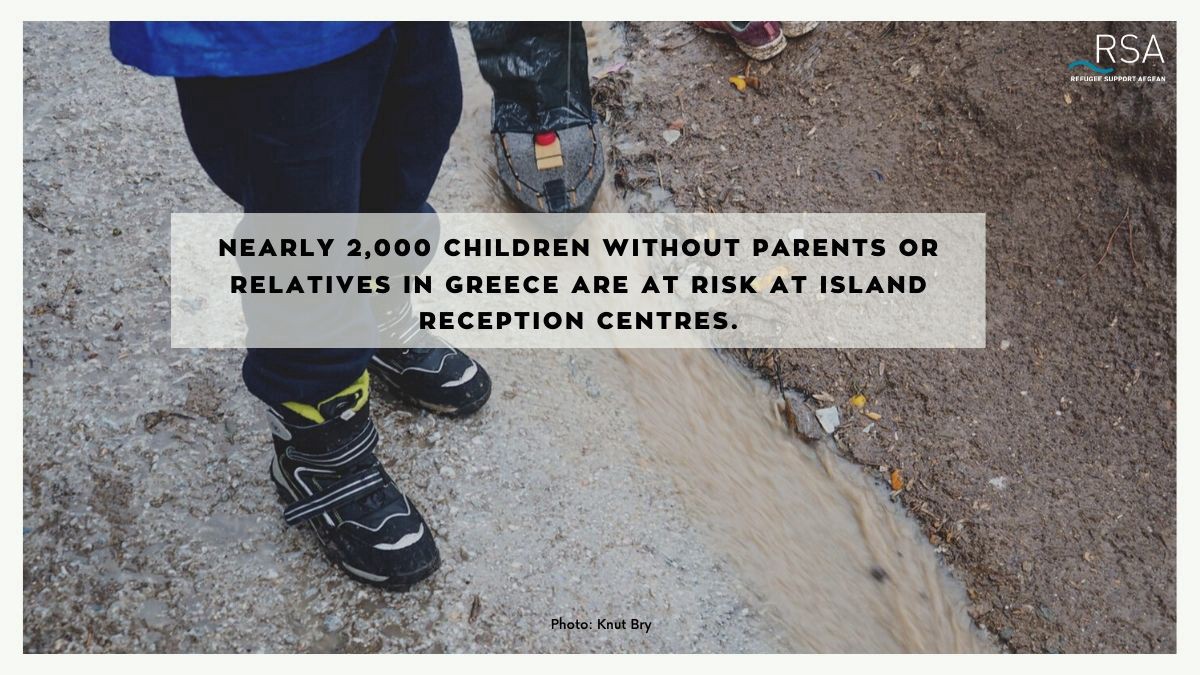 RSA
REFUGEE SUPPORT AEGEAN
NEARLY 2,000 CHILDREN WITHOUT PARENTS OR
RELATIVES IN GREECE ARE AT RISK AT ISLAND
RECEPTION CENTRES.
Photo: Knut Bry